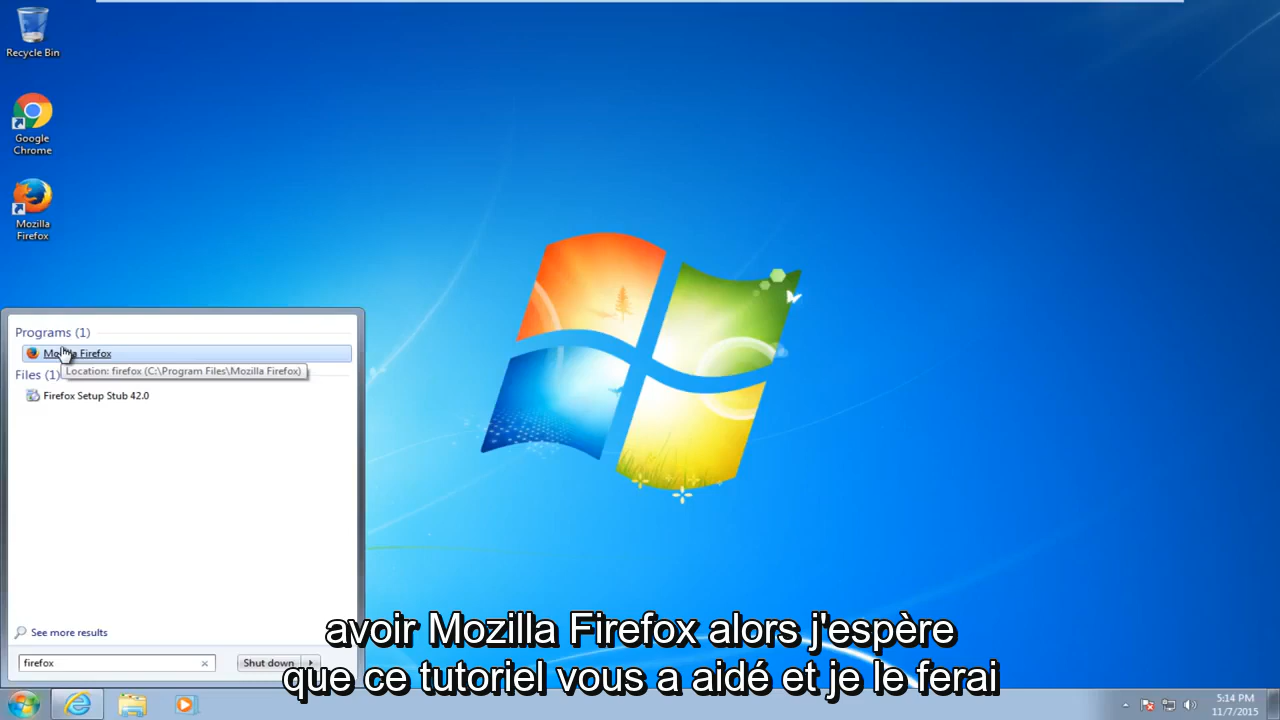 Recycle Bin
Google
Chrome
Mozilla
Firefox
Programs (1)
Mozilla Firefox
Location: firefox (C:\Program Files\Mozilla Firefox)
Files (1)
Firefox Setup Stub 42.0
See more results
firefox
Shut down
avoir Mozilla Firefox alors j'espère
que ce tutoriel vous a aidé et je le ferai
5:14 PM
11/7/2015